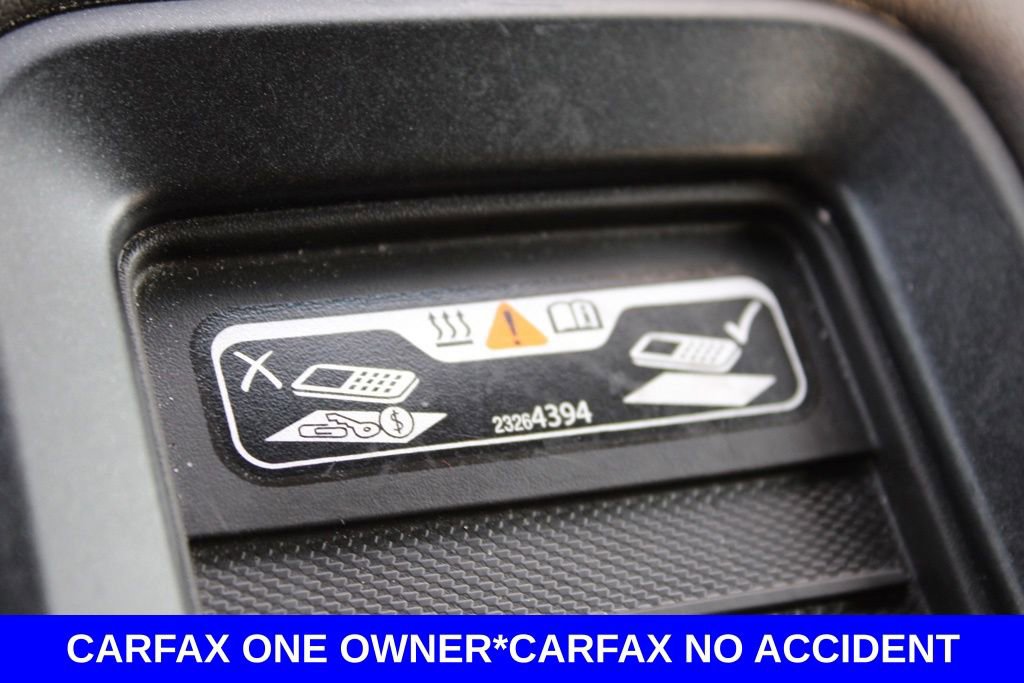 $
23264394
CARFAX ONE OWNER*CARFAX NO ACCIDENT